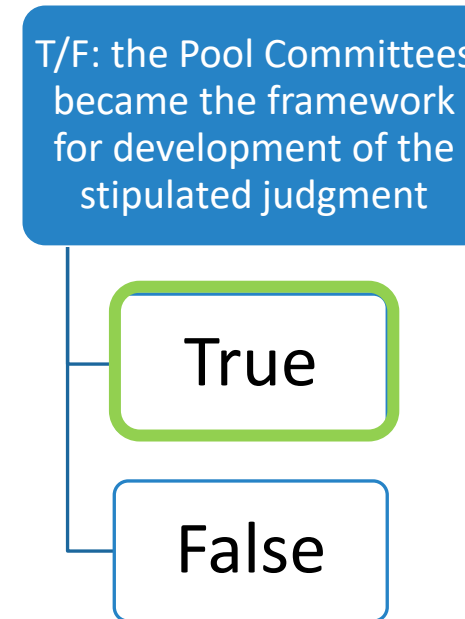 T/F: the Pool Committees
became the framework
for development of the
stipulated judgment
True
False